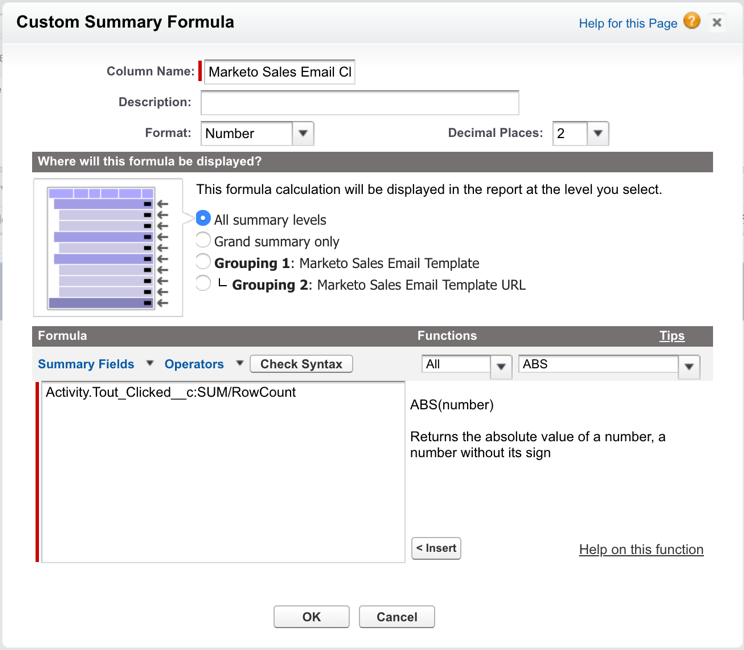 Custom Summary Formula
Help for this Page ?
Column Name: Marketo Sales Email Cl
Description:
Format: Number Decimal Places: 2
Where will this formula be displayed?
This formula calculation will be displayed in the report at the level you select.
All summary levels
Grand summary only
Grouping 1: Marketo Sales Email Template
Grouping 2: Marketo Sales Email Template URL
Formula Functions Tips
Summary Fields Operators Check Syntax All ABS
Activity.Tout_Clicked__c:SUM/RowCount
ABS(number)
Returns the absolute value of a number, a
number without its sign
< Insert Help on this function
OK Cancel